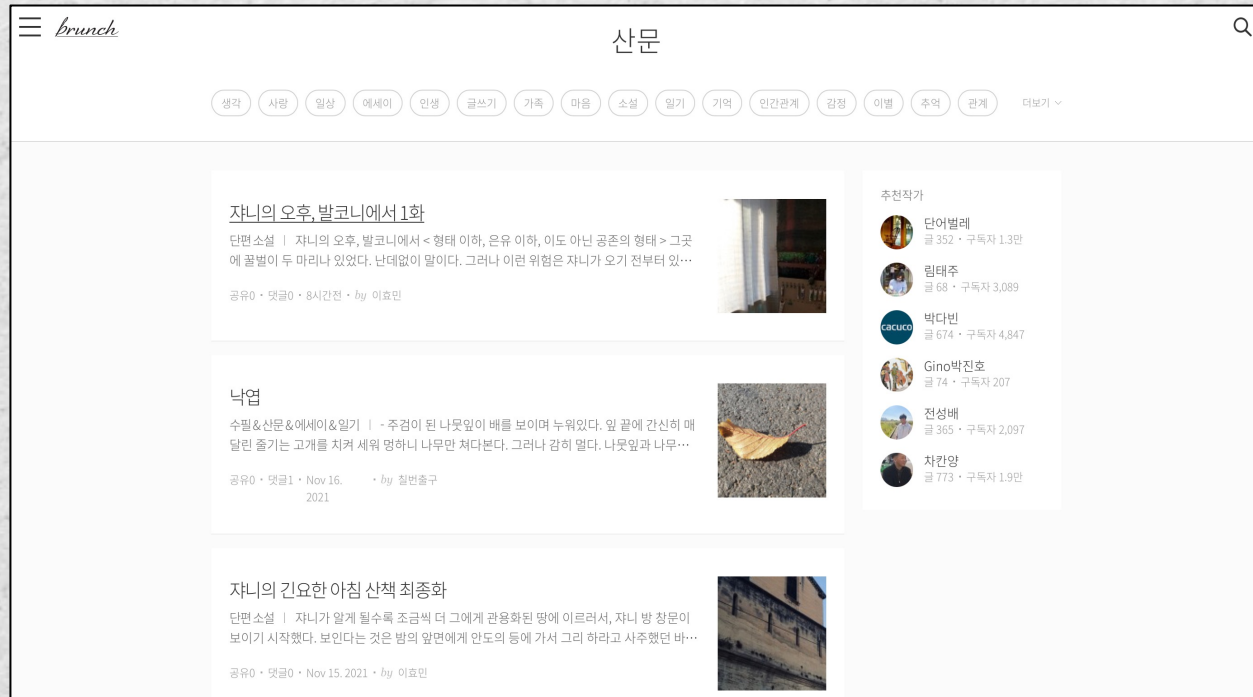 brunch
산문
생각 사랑 일상 에세이 인생 글쓰기 가족 마음 소설 일기 기억 인간관계 감정 이별 추억 관계 더보기
쟈니의 오후, 발코니에서 1화
단편 소설 | 쟈니의 오후, 발코니에서 < 형태 이하, 은유 이하, 이도 아닌 공존의 형태 > 그곳
에 꿀벌이 두 마리나 있었다. 난데없이 말이다. 그러나 이런 위험은 쟈니가 오기 전부터 있…
공유0 • 댓글0 • 8시간전 • by 이효민
낙엽
수필&산문&에세이&일기 | - 주검이 된 나뭇잎이 배를 보이며 누워있다. 잎 끝에 간신히 매
달린 줄기는 고개를 치켜 세워 멍하니 나무만 쳐다본다. 그러나 감히 멀다. 나뭇잎과 나무…
공유0 • 댓글1 • Nov 16. • by 칠번출구
2021
쟈니의 긴요한 아침 산책 최종화
단편 소설 | 쟈니가 알게 될수록 조금씩 더 그에게 관용화된 땅에 이르러서, 쟈니 방 창문이
보이기 시작했다. 보인다는 것은 밤의 앞면에게 안도의 등에 가서 그리 하라고 사주했던 바…
공유0 • 댓글0 • Nov 15. 2021 • by 이효민
추천작가
단어벌레
글 352 • 구독자 1.3만
림태주
글 68 • 구독자 3,089
cacuco
박다빈
글 674 • 구독자 4,847
Gino박진호
글 74 • 구독자 207
전성배
글 365 • 구독자 2,097
차칸양
글 773 • 구독자 1.9만